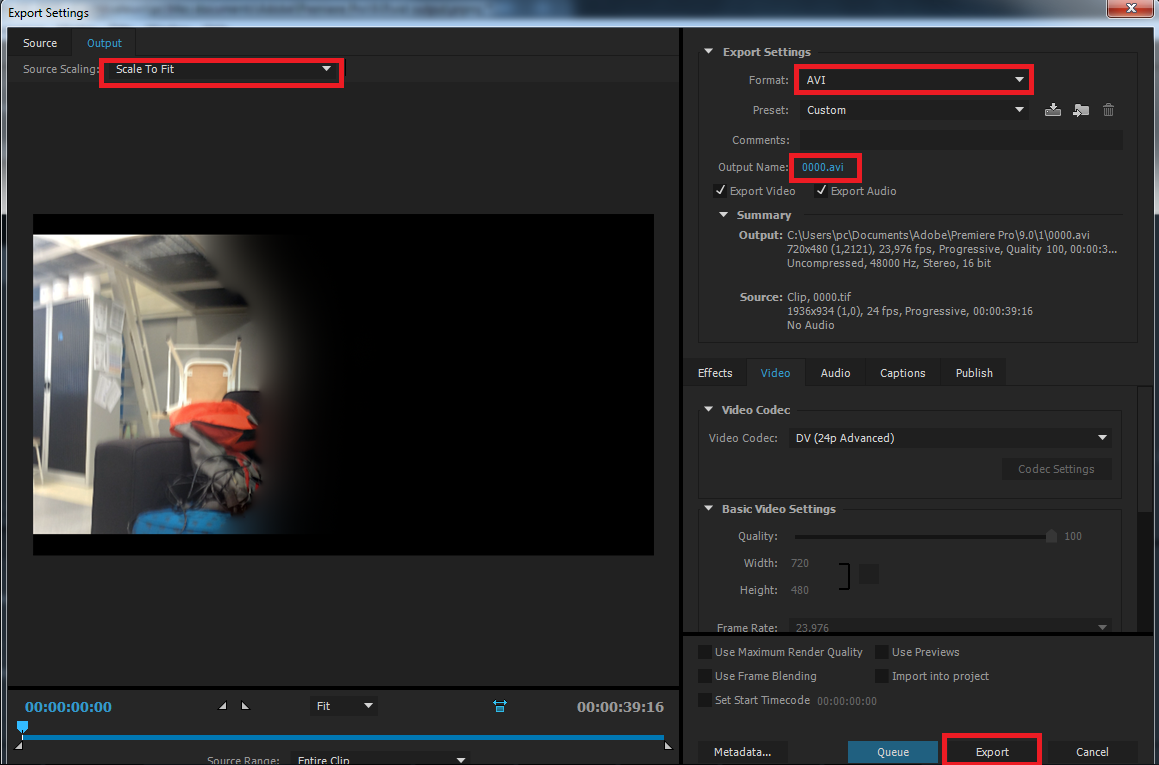 Export Settings
Source Output
Source Scaling: Scale To Fit
00:00:00:00 Fit 00:00:39:16
Source Range: Entire Clip
Export Settings
Format: AVI
Preset: Custom
Comments:
Output Name: 0000.avi
Export Video Export Audio
Summary
Output: C:\Users\pc\Documents\Adobe\Premiere Pro\9.0\1\0000.avi
720x480 (1,2121), 23,976 fps, Progressive, Quality 100, 00:00:3...
Uncompressed, 48000 Hz, Stereo, 16 bit
Source: Clip, 0000.tif
1936x934 (1,0), 24 fps, Progressive, 00:00:39:16
No Audio
Effects Video Audio Captions Publish
Video Codec
Video Codec: DV (24p Advanced)
Codec Settings
Basic Video Settings
Quality: 100
Width: 720
Height: 480
Frame Rate: 23,976
Use Maximum Render Quality Use Previews
Use Frame Blending Import into project
Set Start Timecode 00:00:00:00
Metadata... Queue Export Cancel